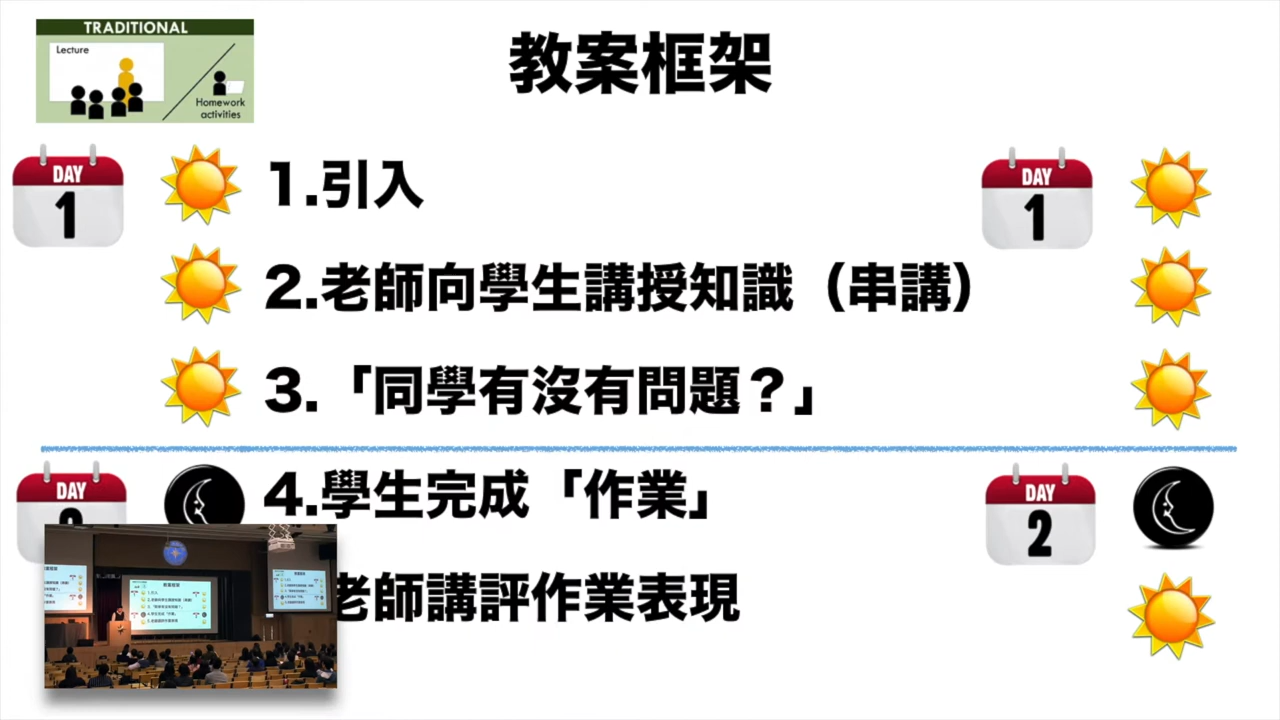 TRADITIONAL
Lecture
Homework
activities
教案框架
DAY
1
1.引入
DAY
1
2.老師向學生講授知識（串講）
3.「同學有沒有問題？」
DAY
4.學生完成「作業」
DAY
2
老師講評作業表現